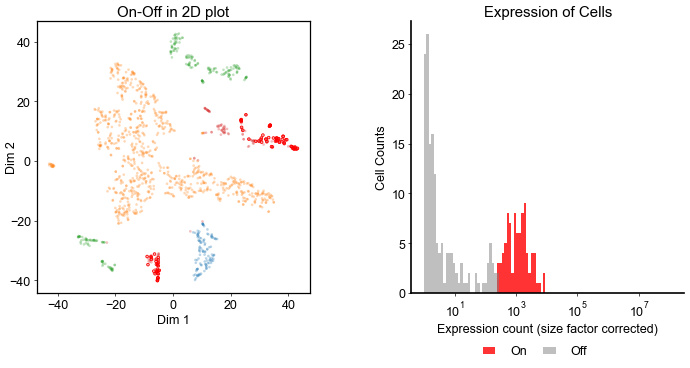 On-Off in 2D plot
40
20
0
−20
−40
Dim 2
−40 −20 0 20 40
Dim 1
Expression of Cells
25
20
15
10
5
0
Cell Counts
10^1 10^3 10^5 10^7
Expression count (size factor corrected)
On Off